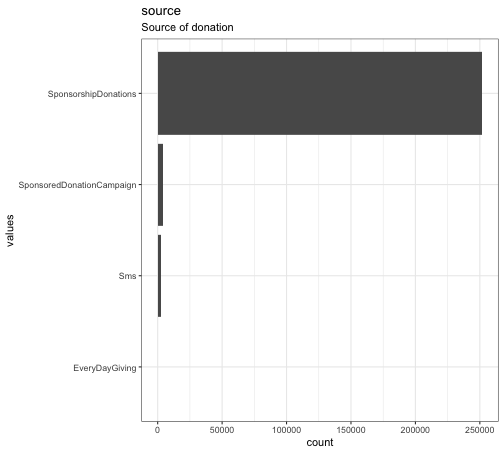 source
Source of donation
SponsorshipDonations
SponsoredDonationCampaign
Sms
EveryDayGiving
values
0 50000 100000 150000 200000 250000
count